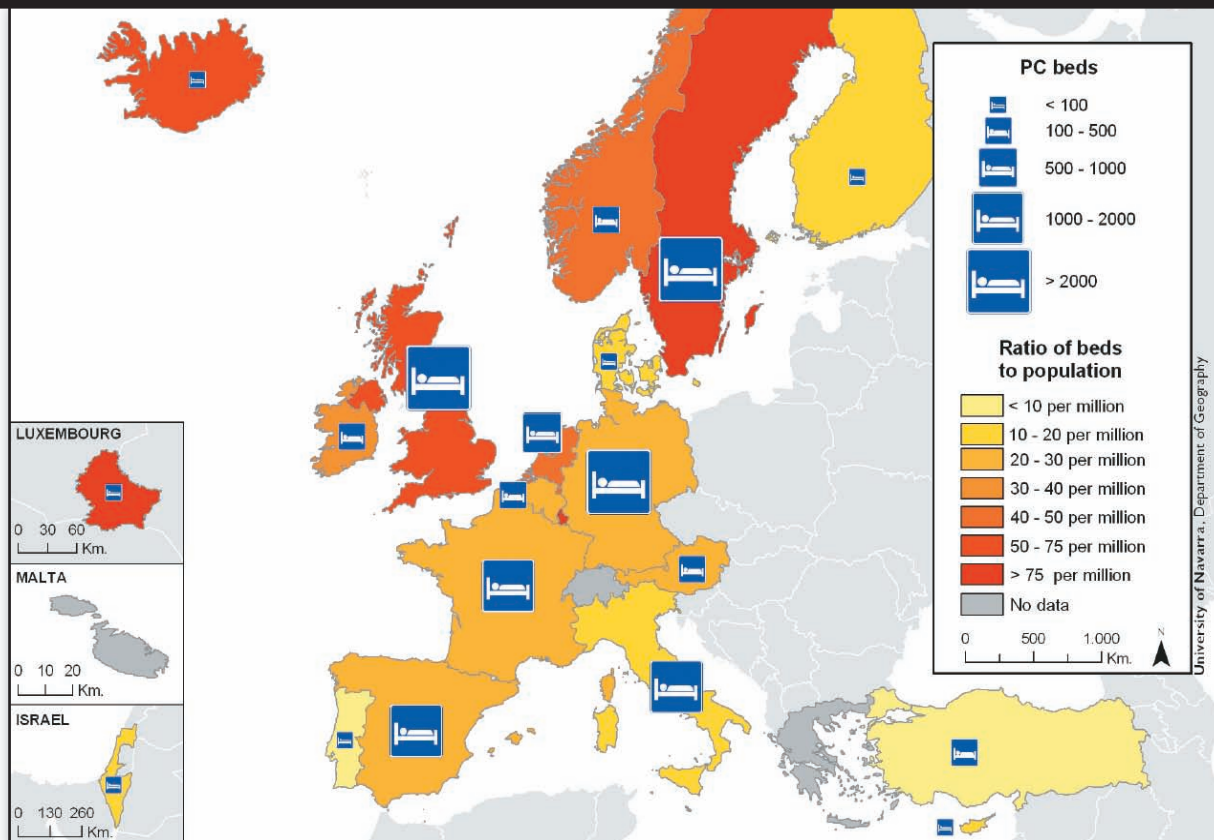 PC beds
< 100
100 - 500
500 - 1000
1000 - 2000
> 2000
Ratio of beds
to population
< 10 per million
10 - 20 per million
20 - 30 per million
30 - 40 per million
40 - 50 per million
50 - 75 per million
> 75 per million
No data
0 500 1.000
Km.
N
University of Navarra, Department of Geography
LUXEMBOURG
0 30 60
Km.
MALTA
0 10 20
Km.
ISRAEL
0 130 260
Km.